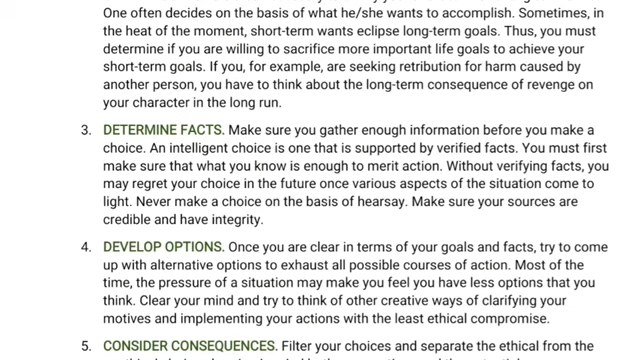 One often decides on the basis of what he/she wants to accomplish. Sometimes, in
the heat of the moment, short-term wants eclipse long-term goals. Thus, you must
determine if you are willing to sacrifice more important life goals to achieve your
short-term goals. If you, for example, are seeking retribution for harm caused by
another person, you have to think about the long-term consequence of revenge on
your character in the long run.
3. DETERMINE FACTS. Make sure you gather enough information before you make a
choice. An intelligent choice is one that is supported by verified facts. You must first
make sure that what you know is enough to merit action. Without verifying facts, you
may regret your choice in the future once various aspects of the situation come to
light. Never make a choice on the basis of hearsay. Make sure your sources are
credible and have integrity.
4. DEVELOP OPTIONS. Once you are clear in terms of your goals and facts, try to come
up with alternative options to exhaust all possible courses of action. Most of the
time, the pressure of a situation may make you feel you have less options that you
think. Clear your mind and try to think of other creative ways of clarifying your
motives and implementing your actions with the least ethical compromise.
5. CONSIDER CONSEQUENCES. Filter your choices and separate the ethical from the